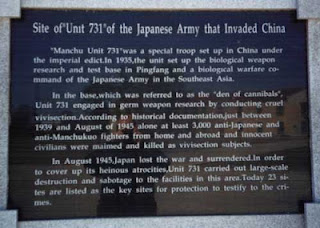 Site of"Unit 731"of the Japanese Army that Invaded China
"Manchu Unit 731"was a special troop set up in China under
the imperial edict.In 1935,the unit set up the biological weapon
research and test base in Pingfang and a biological warfare co-
mmand of the Japanese Army in the Southeast Asia.
In the base,which was referred to as the "den of cannibals",
Unit 731 engaged in germ weapon research by conducting cruel
vivisection.According to historical documentation,just between
1939 and August of 1945 alone at least 3,000 anti-Japanese and
anti-Manchukuo fighters from home and abroad and innocent
civilians were maimed and killed as vivisection subjects.
In August 1945,Japan lost the war and surrendered.In order
to cover up its heinous atrocities,Unit 731 carried out large-scale
destruction and sabotage to the facilities in this area.Today 23 si-
tes are listed as the key sites for protection to testify to the cri-
mes.